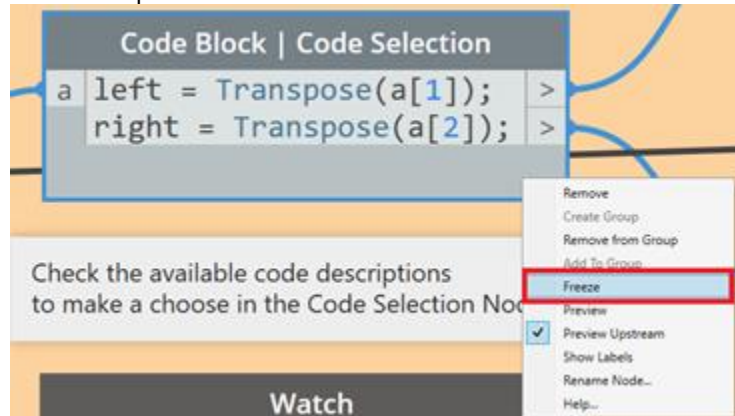 Code Block | Code Selection
a left = Transpose(a[1]); >
right = Transpose(a[2]); >
Remove
Create Group
Remove from Group
Add To Group
Freeze
Preview
Preview Upstream
Show Labels
Rename Node...
Help...
Check the available code descriptions
to make a choose in the Code Selection
Watch